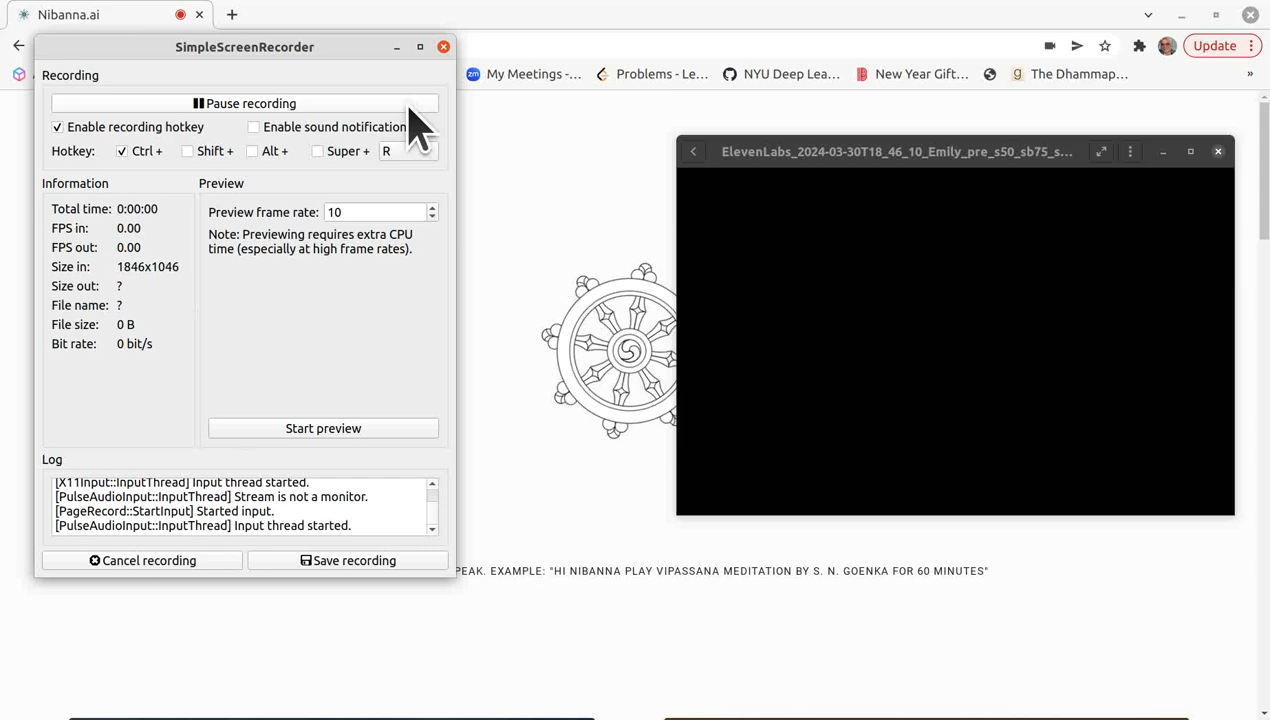 Nibanna.ai
Update
My Meetings -...
Problems - Le...
NYU Deep Lea...
New Year Gift...
The Dhammap...
»
SimpleScreenRecorder
Recording
Pause recording
Enable recording hotkey
Enable sound notification
Hotkey: Ctrl + Shift + Alt + Super + R
Information
Total time: 0:00:00
FPS in: 0.00
FPS out: 0.00
Size in: 1846x1046
Size out: ?
File name: ?
File size: 0 B
Bit rate: 0 bit/s
Preview
Preview frame rate: 10
Note: Previewing requires extra CPU
time (especially at high frame rates).
Start preview
Log
[X11Input::InputThread] Input thread started.
[PulseAudioInput::InputThread] Stream is not a monitor.
[PageRecord::StartInput] Started input.
[PulseAudioInput::InputThread] Input thread started.
Cancel recording
Save recording
ElevenLabs_2024-03-30T18_46_10_Emily_pre_s50_sb75_s...
PEAK. EXAMPLE: "HI NIBANNA PLAY VIPASSANA MEDITATION BY S. N. GOENKA FOR 60 MINUTES"